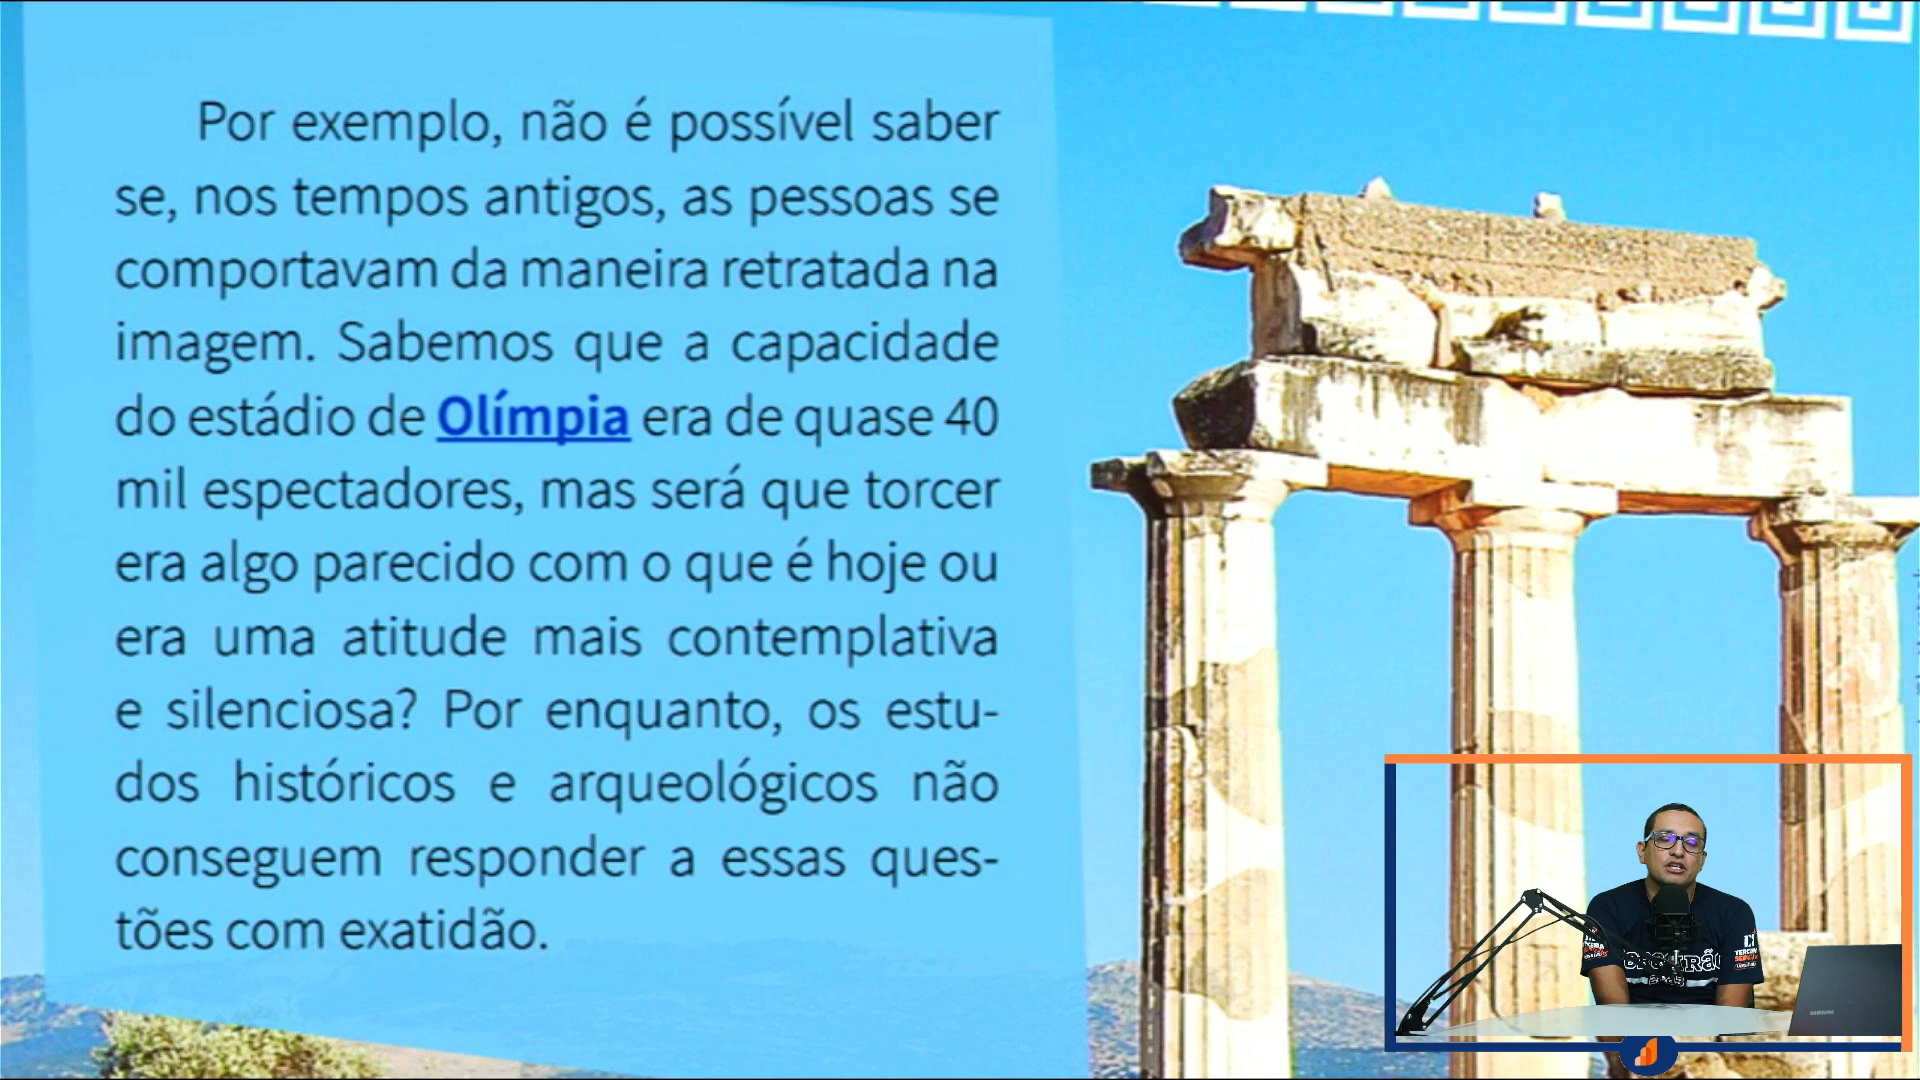 Por exemplo, não é possível saber
se, nos tempos antigos, as pessoas se
comportavam da maneira retratada na
imagem. Sabemos que a capacidade
do estádio de Olímpia era de quase 40
mil espectadores, mas será que torcer
era algo parecido com o que é hoje ou
era uma atitude mais contemplativa
e silenciosa? Por enquanto, os estu-
dos históricos e arqueológicos não
conseguem responder a essas ques-
tões com exatidão.
SAMSUNG